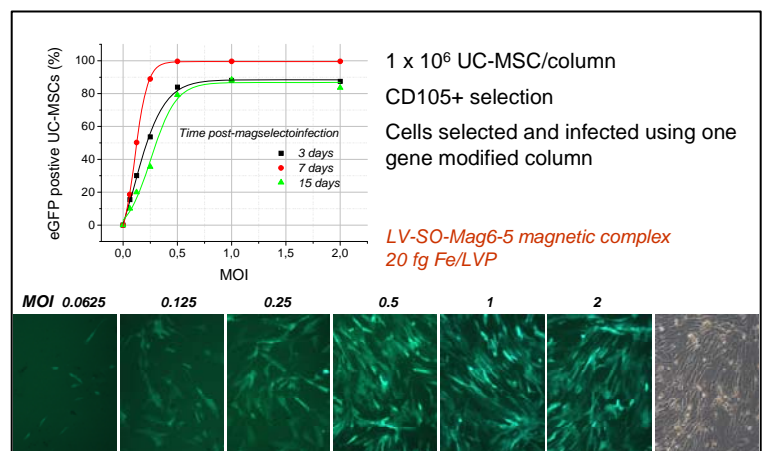 100
80
60
40
20
0
eGFP postive UC-MSCs (%)
Time post-magselectoinfection
3 days
7 days
15 days
0,0 0,5 1,0 1,5 2,0
MOI
1 x 10⁶ UC-MSC/column
CD105+ selection
Cells selected and infected using one
gene modified column
LV-SO-Mag6-5 magnetic complex
20 fg Fe/LVP
MOI 0.0625 0.125 0.25 0.5 1 2